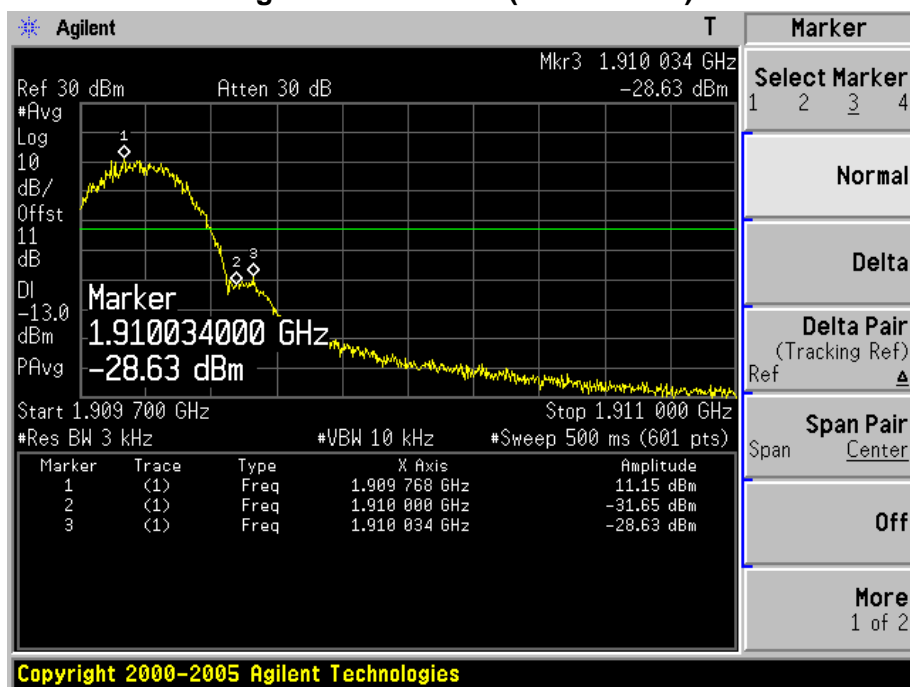 Agilent T
Mkr3 1.910 034 GHz
Ref 30 dBm Atten 30 dB -28.63 dBm
#Avg
Log
10
dB/
Offst
11
dB
DI
-13.0
dBm
PAvg
1
2
3
Marker
1.910034000 GHz
-28.63 dBm
Start 1.909 700 GHz Stop 1.911 000 GHz
#Res BW 3 kHz #VBW 10 kHz #Sweep 500 ms (601 pts)
Marker Trace Type X Axis Amplitude
1 (1) Freq 1.909 768 GHz 11.15 dBm
2 (1) Freq 1.910 000 GHz -31.65 dBm
3 (1) Freq 1.910 034 GHz -28.63 dBm
Marker
Select Marker
1 2 3 4
Normal
Delta
Delta Pair
(Tracking Ref)
Ref Δ
Span Pair
Span Center
Off
More
1 of 2
Copyright 2000-2005 Agilent Technologies